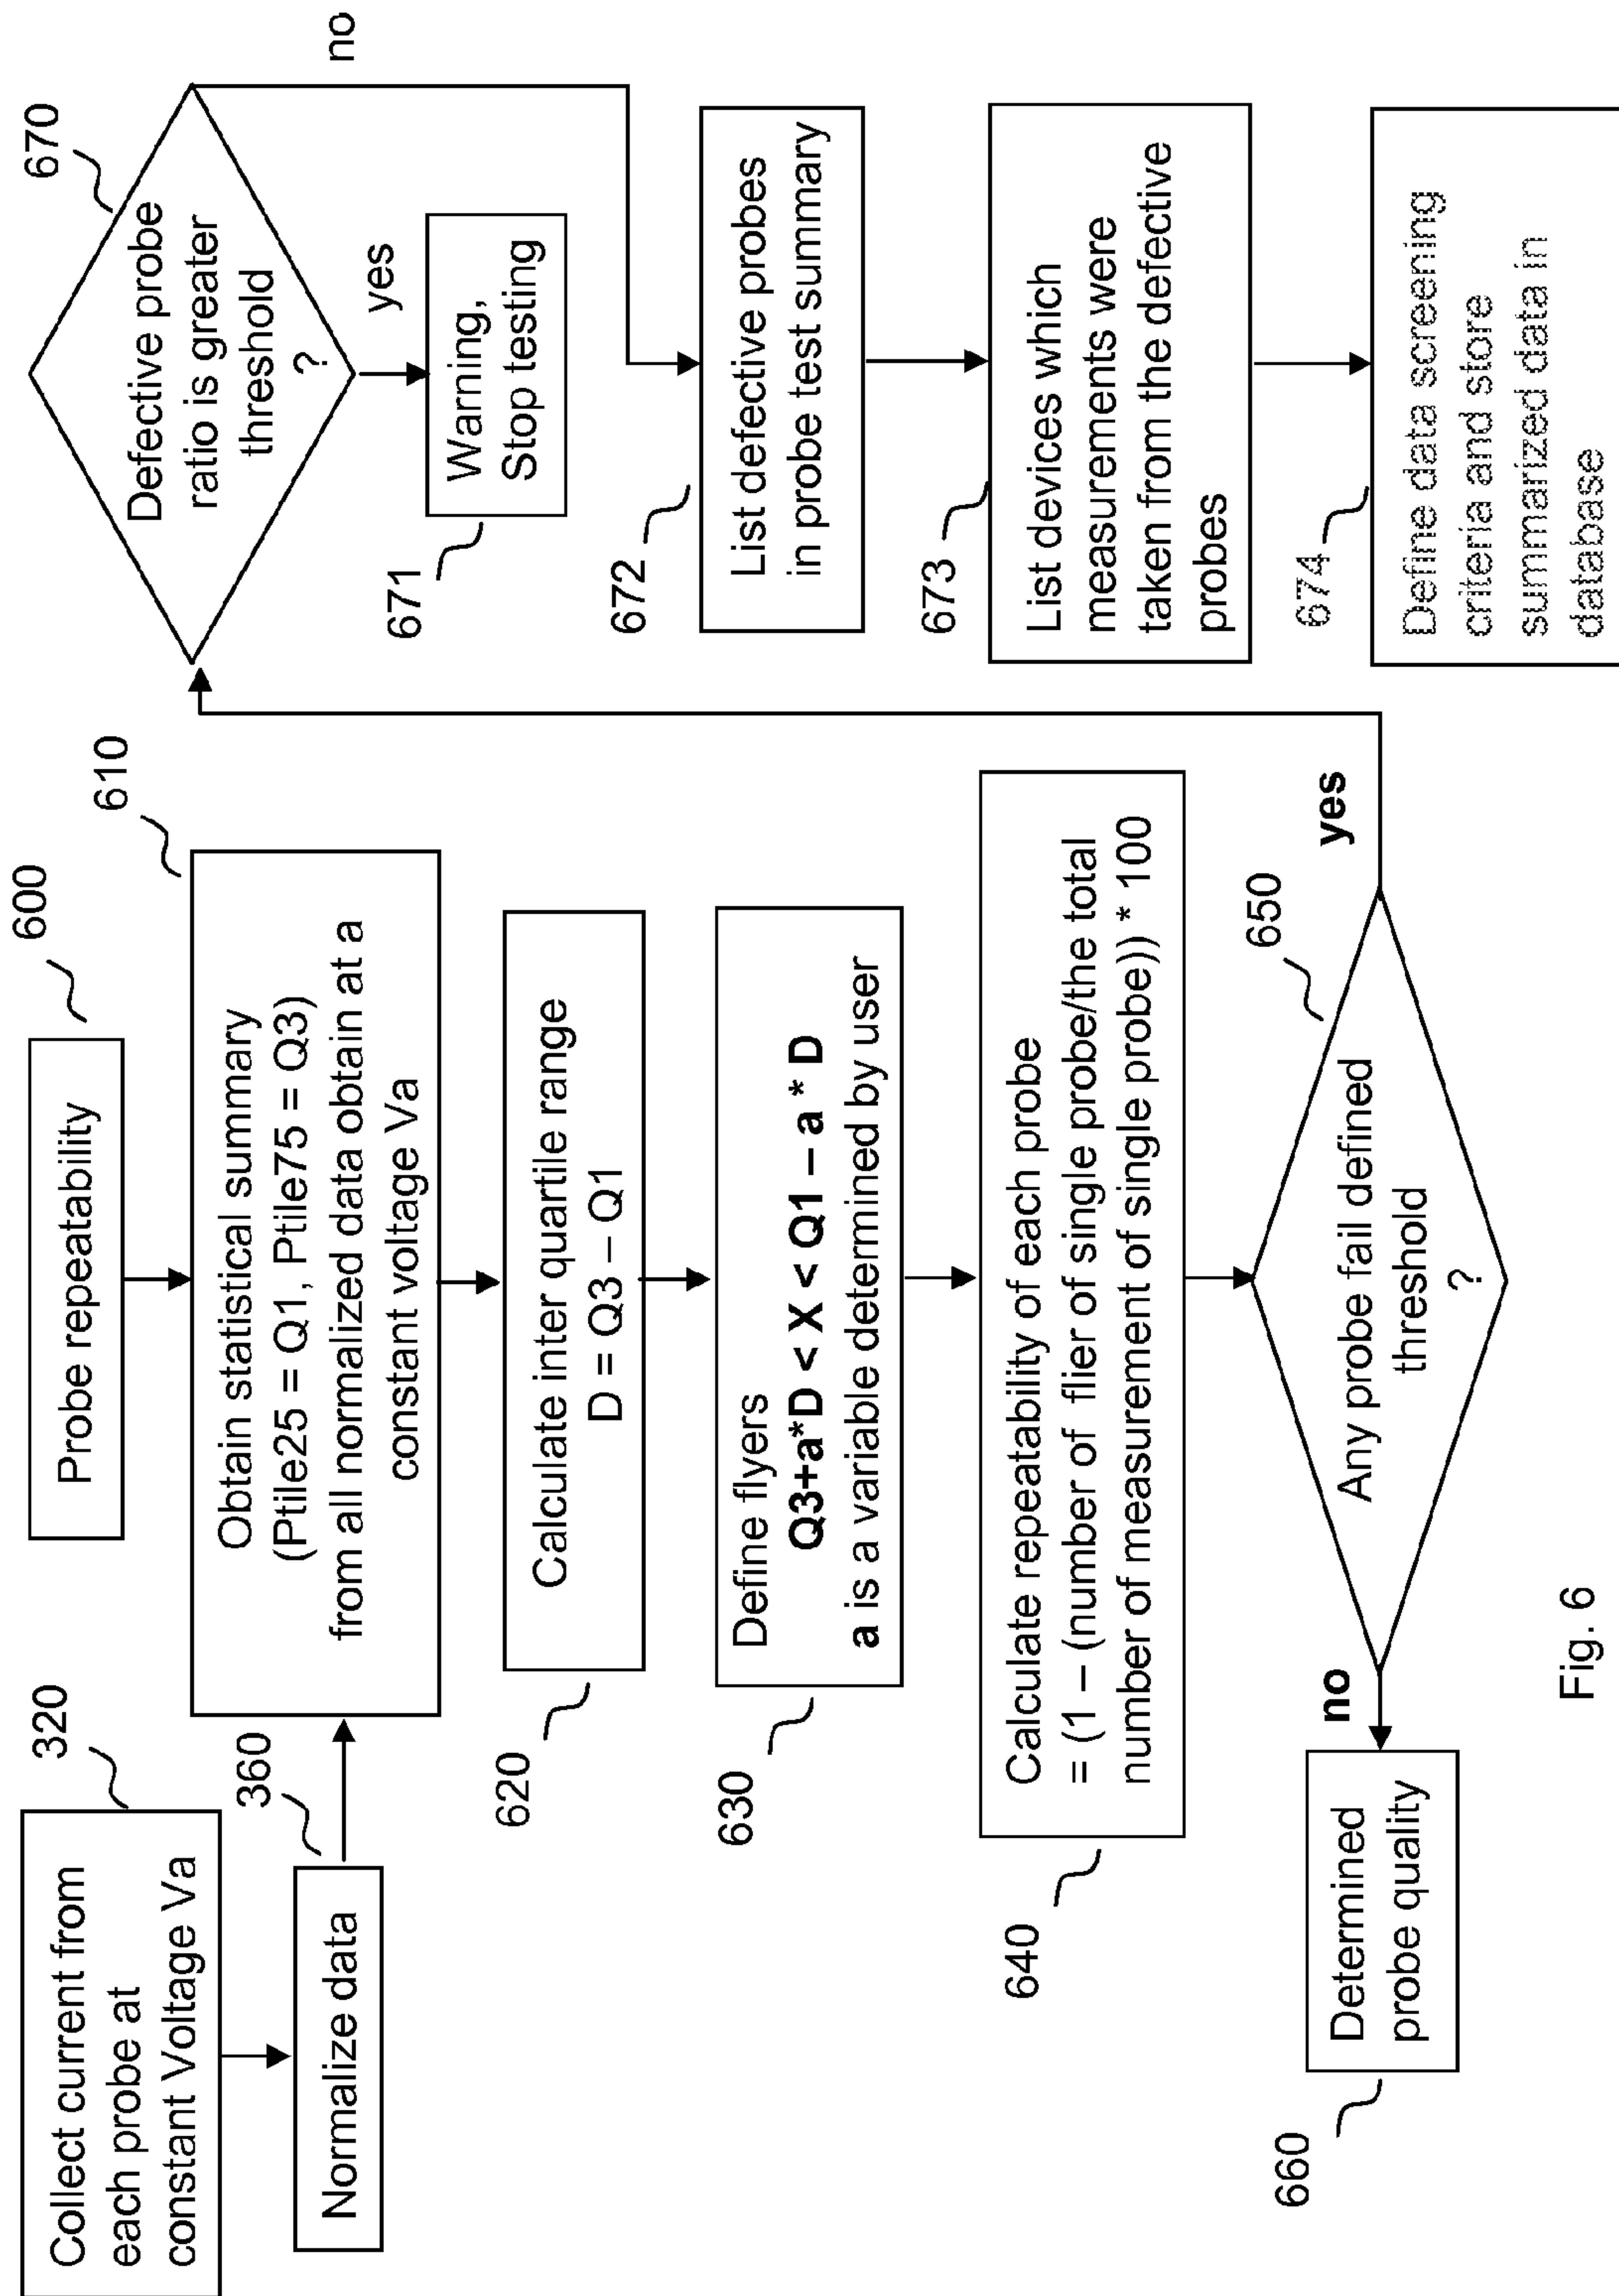 Collect current from
each probe at
constant Voltage Va
320
Normalize data
360
Probe repeatability
600
Obtain statistical summary
(Ptile25 = Q1, Ptile75 = Q3)
from all normalized data obtain at a
constant voltage Va
610
Calculate inter quartile range
D = Q3 – Q1
620
Define flyers
Q3+a*D < X < Q1 – a * D
a is a variable determined by user
630
Calculate repeatability of each probe
= (1 – (number of flier of single probe/the total
number of measurement of single probe)) * 100
640
Any probe fail defined
threshold
?
650
no
yes
Determined
probe quality
660
Defective probe
ratio is greater
threshold
?
670
yes
no
Warning,
Stop testing
671
List defective probes
in probe test summary
672
List devices which
measurements were
taken from the defective
probes
673
Define data screening
criteria and store
summarized data in
database
674
Fig. 6